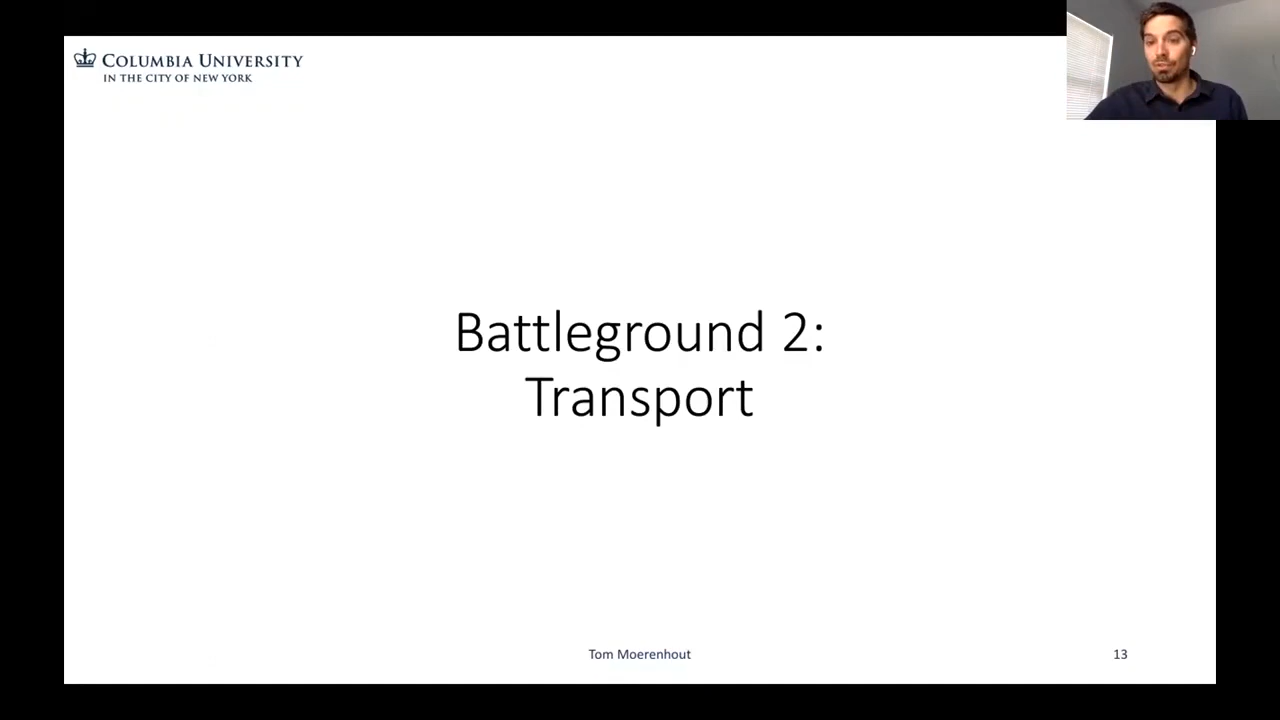 COLUMBIA UNIVERSITY
IN THE CITY OF NEW YORK
Battleground 2:
Transport
Tom Moerenhout
13